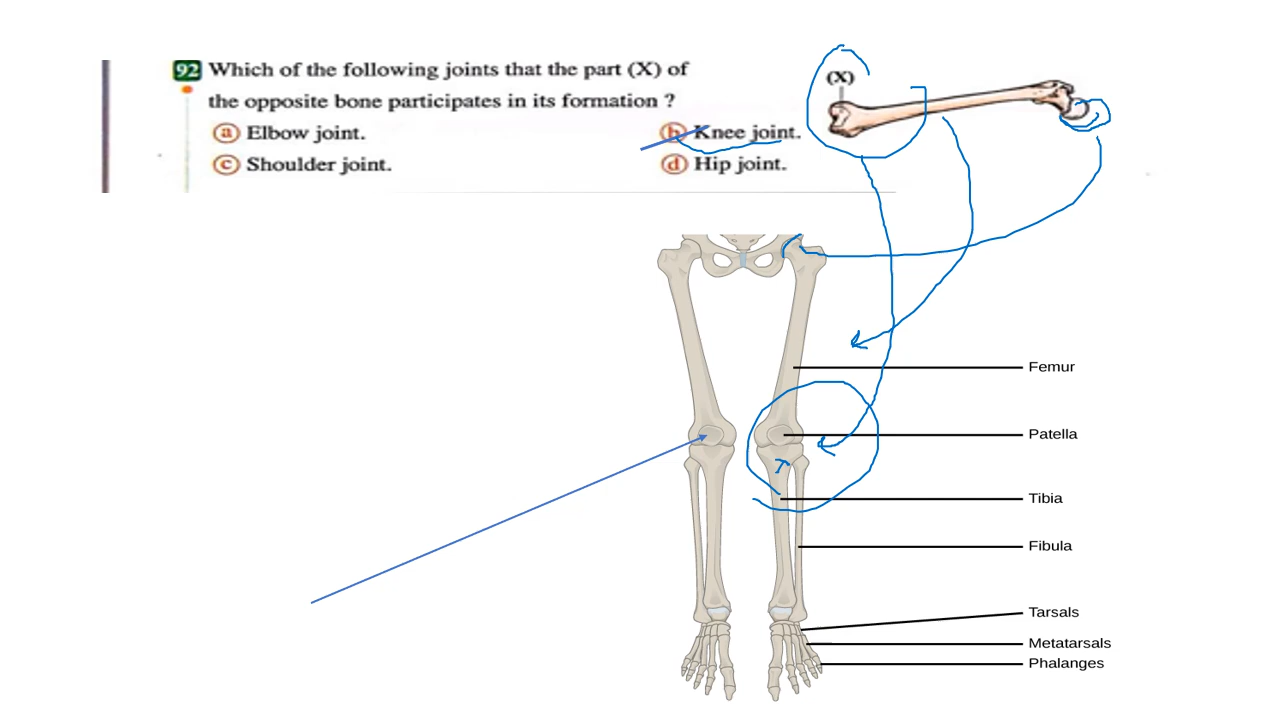 92 Which of the following joints that the part (X) of
the opposite bone participates in its formation ?
(X)
a Elbow joint.
b Knee joint.
c Shoulder joint.
d Hip joint.
Femur
Patella
Tibia
Fibula
Tarsals
Metatarsals
Phalanges